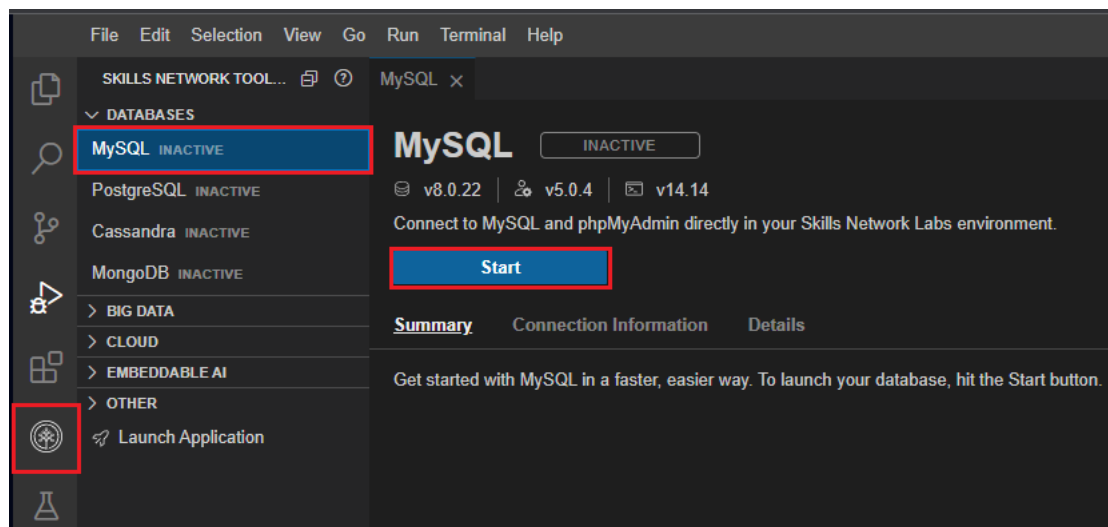 File Edit Selection View Go Run Terminal Help
SKILLS NETWORK TOOL...
MySQL
DATABASES
MySQL INACTIVE
PostgreSQL INACTIVE
Cassandra INACTIVE
MongoDB INACTIVE
BIG DATA
CLOUD
EMBEDDABLE AI
OTHER
Launch Application
MySQL INACTIVE
v8.0.22 v5.0.4 v14.14
Connect to MySQL and phpMyAdmin directly in your Skills Network Labs environment.
Start
Summary Connection Information Details
Get started with MySQL in a faster, easier way. To launch your database, hit the Start button.